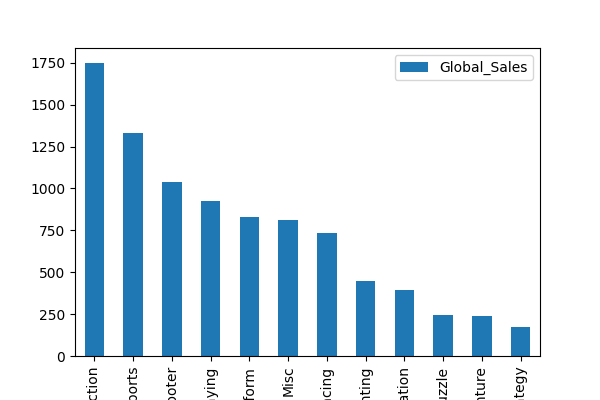 Global_Sales
1750
1500
1250
1000
750
500
250
0
ction
ports
ooter
ying
form
Misc
cing
nting
ation
uzzle
nture
tegy